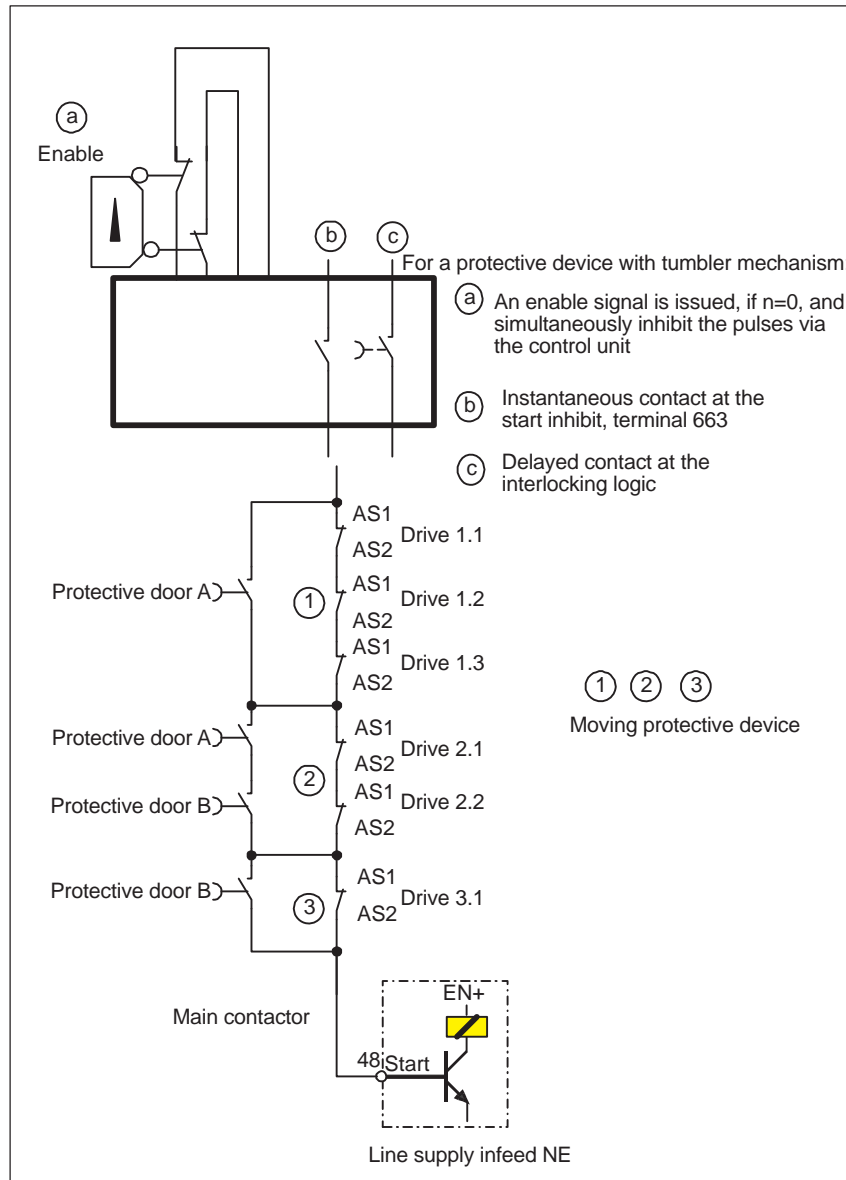 a
Enable
b
c
For a protective device with tumbler mechanism
a An enable signal is issued, if n=0, and
simultaneously inhibit the pulses via
the control unit
b Instantaneous contact at the
start inhibit, terminal 663
c Delayed contact at the
interlocking logic
AS1
AS2
Drive 1.1
Protective door A
1
AS1
AS2
Drive 1.2
AS1
AS2
Drive 1.3
1 2 3
Moving protective device
Protective door A
AS1
AS2
Drive 2.1
2
Protective door B
AS1
AS2
Drive 2.2
Protective door B
3
AS1
AS2
Drive 3.1
EN+
Main contactor
48
Start
Line supply infeed NE